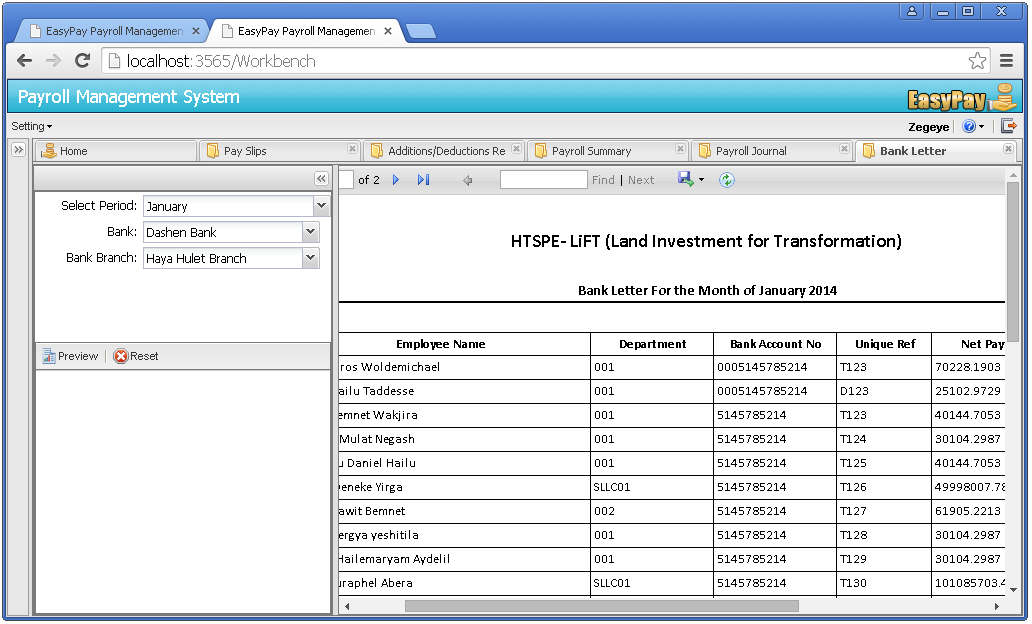 EasyPay Payroll Managemen EasyPay Payroll Managemen
localhost:3565/Workbench
Payroll Management System EasyPay
Setting Zegeye
Home Pay Slips Additions/Deductions Re Payroll Summary Payroll Journal Bank Letter
of 2 Find | Next
Select Period: January
Bank: Dashen Bank
Bank Branch: Haya Hulet Branch
Preview Reset
HTSPE- LiFT (Land Investment for Transformation)
Bank Letter For the Month of January 2014
Employee Name Department Bank Account No Unique Ref Net Pay
ros Woldemichael 001 0005145785214 T123 70228.1903
ailu Taddesse 001 0005145785214 D123 25102.9729
emnet Wakjira 001 5145785214 T123 40144.7053
Mulat Negash 001 5145785214 T124 30104.2987
u Daniel Hailu 001 5145785214 T125 40144.7053
Deneke Yirga SLLC01 5145785214 T126 49998007.78
awit Bemnet 002 5145785214 T127 61905.2213
ergya yeshitila 001 5145785214 T128 30104.2987
Hailemaryam Aydelil 001 5145785214 T129 30104.2987
uraphel Abera SLLC01 5145785214 T130 101085703.4